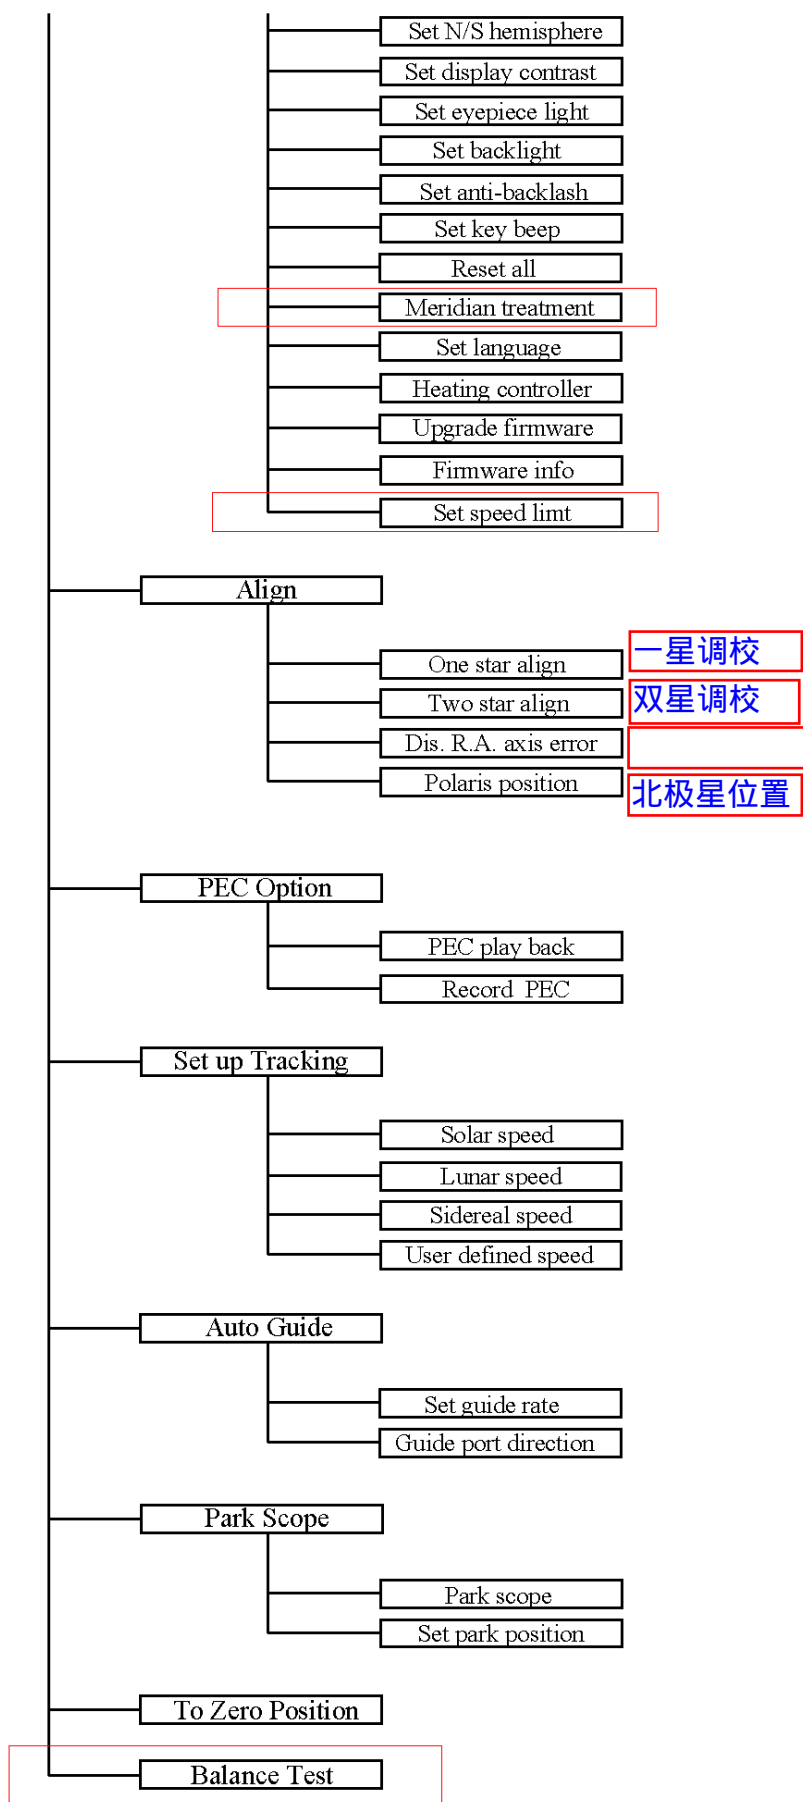 Set N/S hemisphere
Set display contrast
Set eyepiece light
Set backlight
Set anti-backlash
Set key beep
Reset all
Meridian treatment
Set language
Heating controller
Upgrade firmware
Firmware info
Set speed limt
Align
One star align
一星调校
Two star align
双星调校
Dis. R.A. axis error
Polaris position
北极星位置
PEC Option
PEC play back
Record PEC
Set up Tracking
Solar speed
Lunar speed
Sidereal speed
User defined speed
Auto Guide
Set guide rate
Guide port direction
Park Scope
Park scope
Set park position
To Zero Position
Balance Test